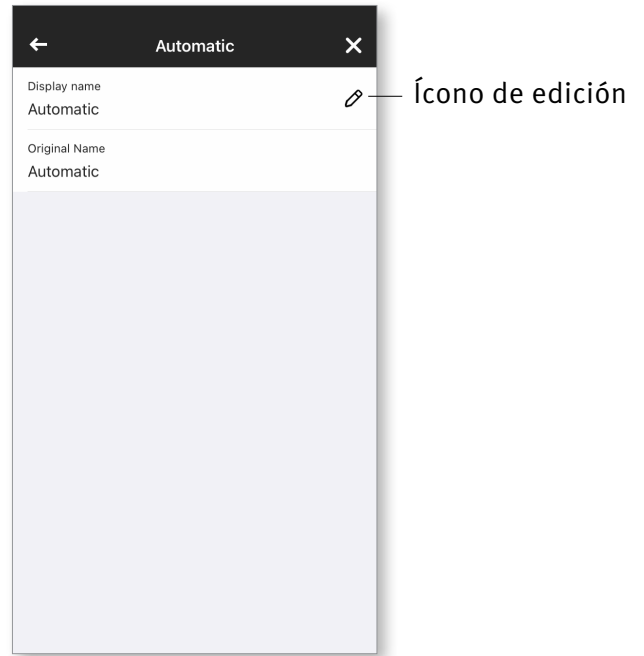 Automatic
Display name
Automatic
Ícono de edición
Original Name
Automatic